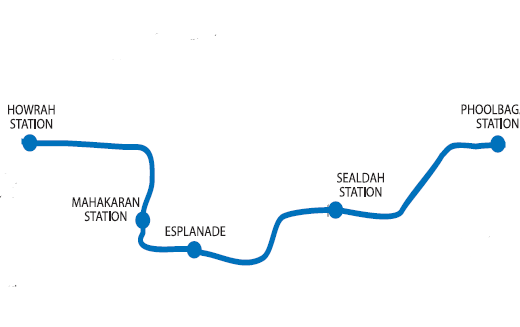 HOWRAH
STATION
PHOOLBAG
STATION
SEALDAH
STATION
MAHAKARAN
STATION
ESPLANADE